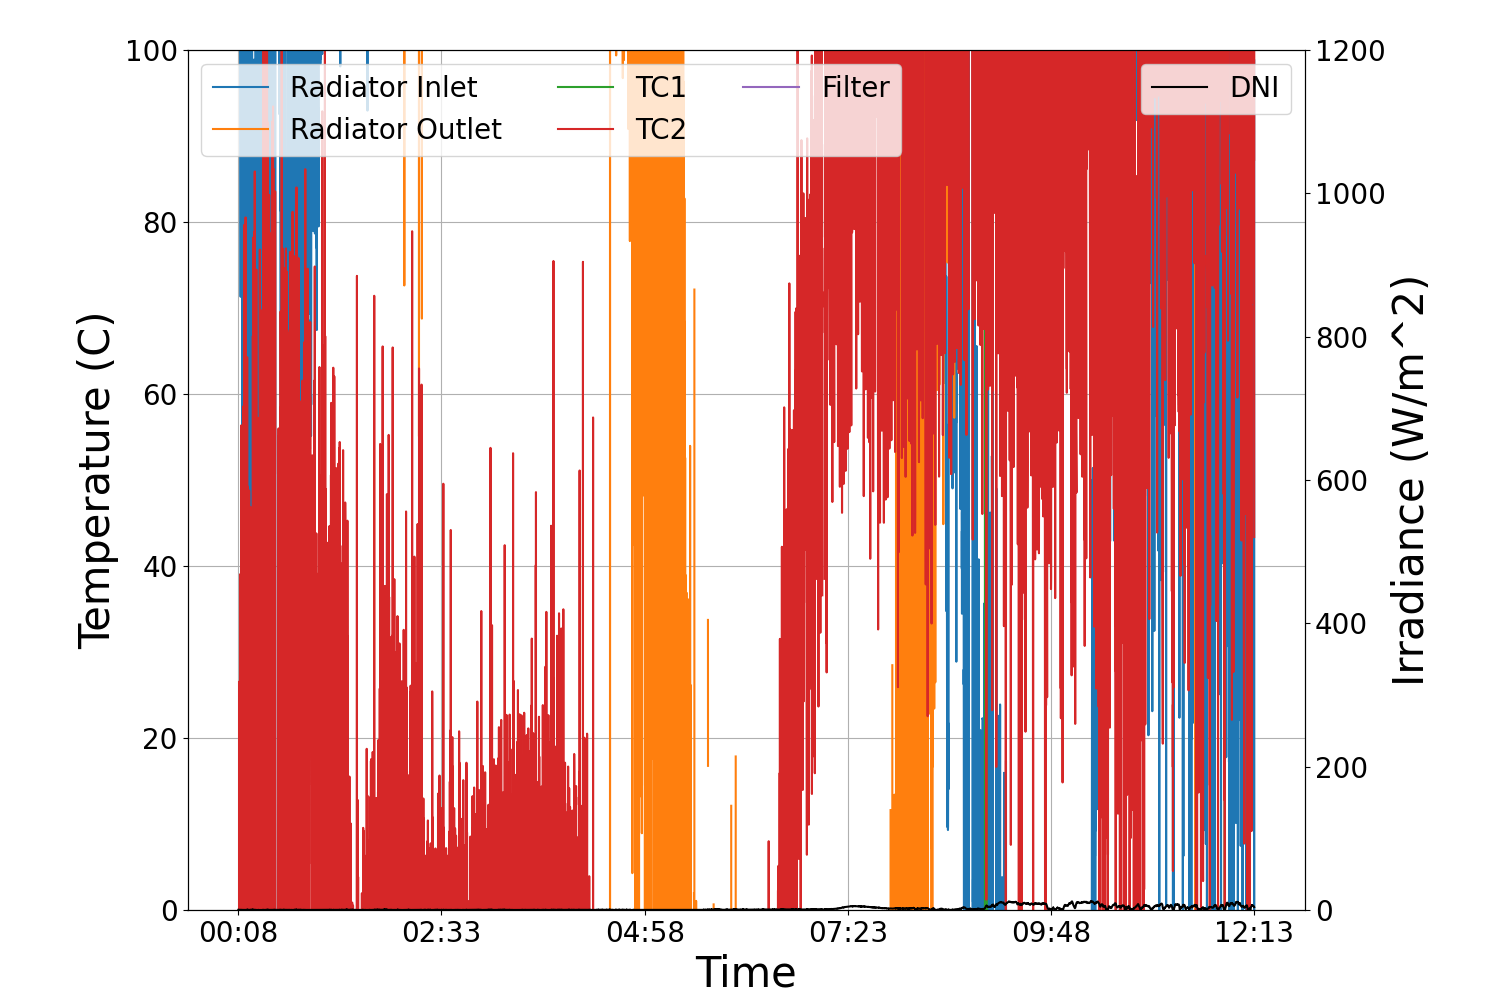 100 1200
Radiator Inlet TC1 Filter DNI
Radiator Outlet TC2
1000
80
800
60
600
40
400
20
200
0 0
Temperature (C)
Irradiance (W/m^2)
00:08 02:33 04:58 07:23 09:48 12:13
Time